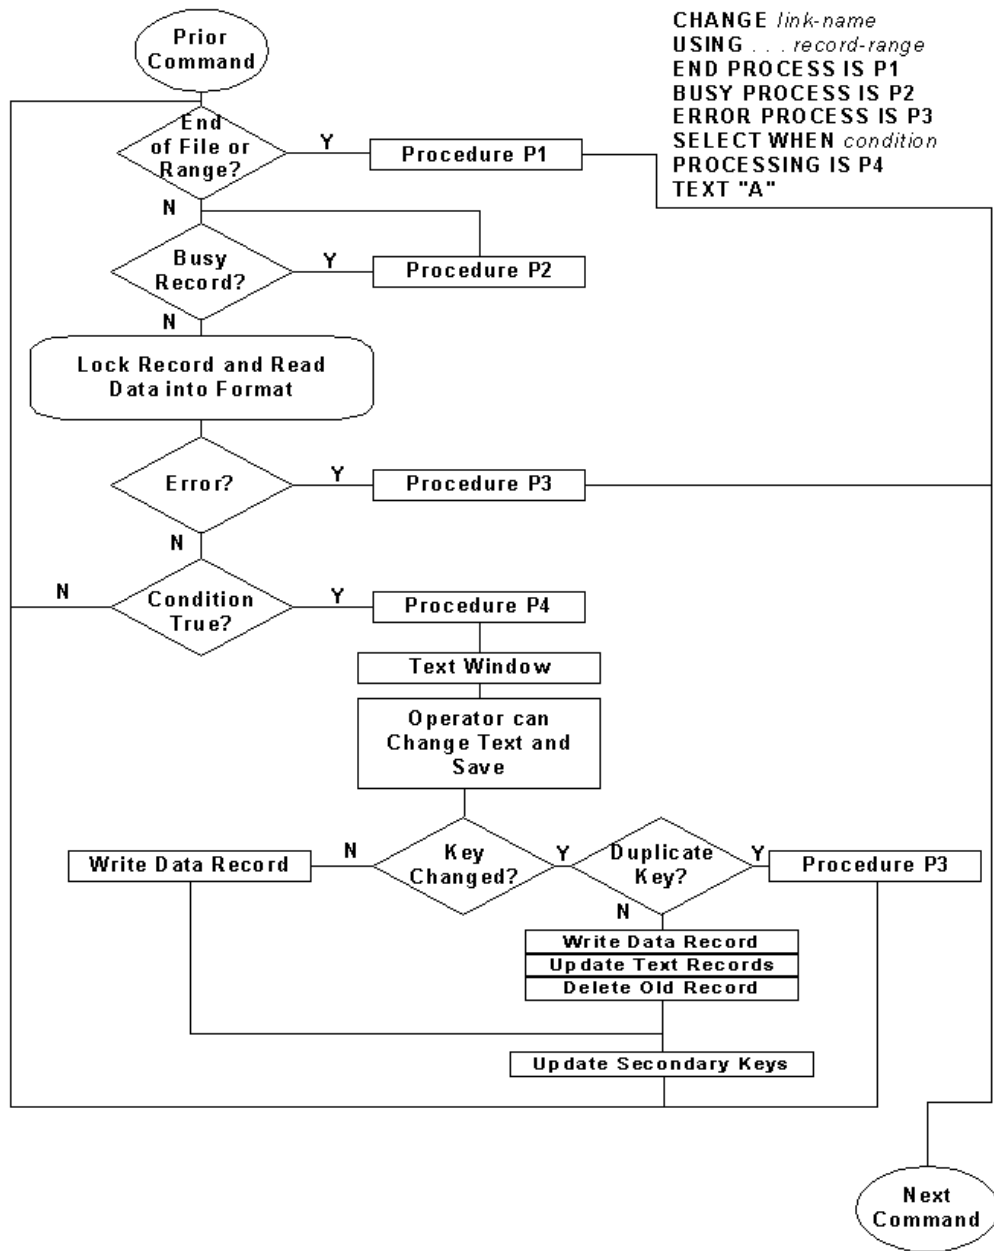 Prior
Command
CHANGE link-name
USING . . . record-range
END PROCESS IS P1
BUSY PROCESS IS P2
ERROR PROCESS IS P3
SELECT WHEN condition
PROCESSING IS P4
TEXT "A"
End
of File or
Range?
Y
Procedure P1
N
Busy
Record?
Y
Procedure P2
N
Lock Record and Read
Data into Format
Error?
Y
Procedure P3
N
N
Condition
True?
Y
Procedure P4
Text Window
Operator can
Change Text and
Save
Write Data Record
N
Key
Changed?
Y
Duplicate
Key?
Y
Procedure P3
N
Write Data Record
Update Text Records
Delete Old Record
Update Secondary Keys
Next
Command